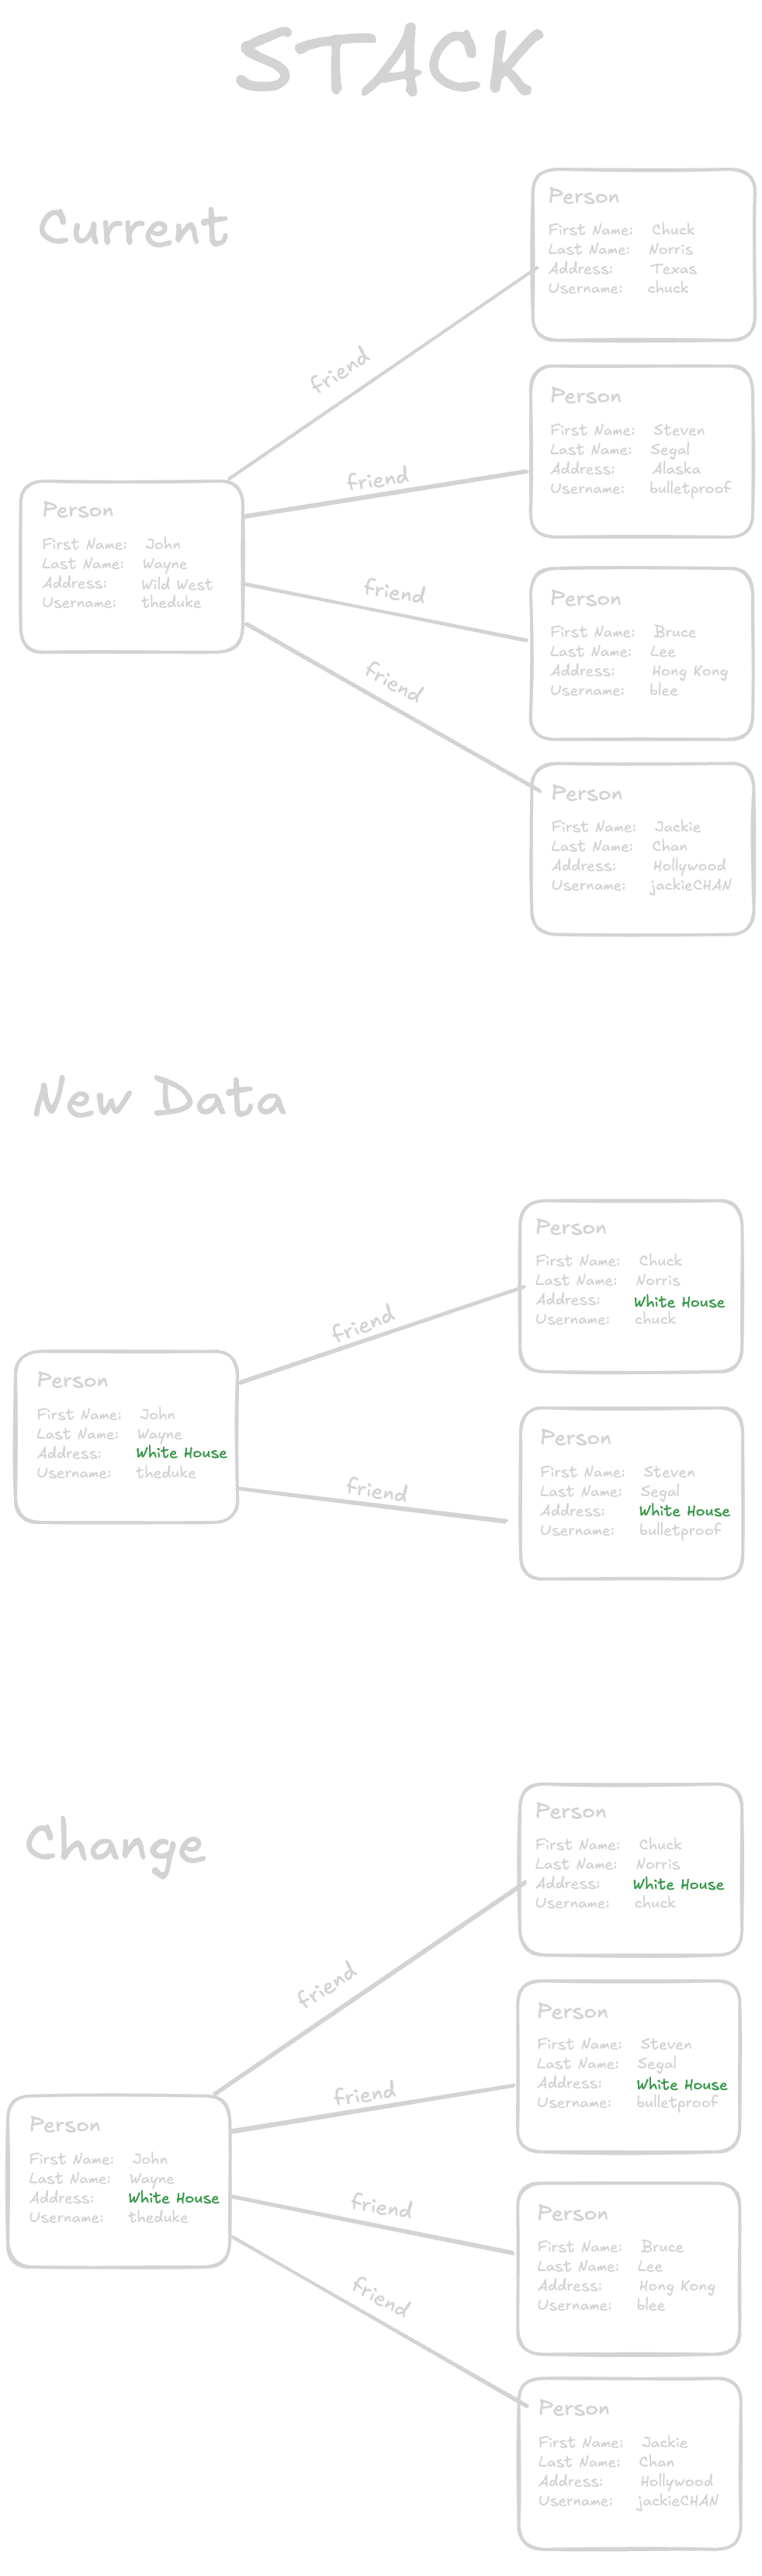 STACK
Current
Person
First Name: Chuck
Last Name: Norris
Address: Texas
Username: chuck
friend
Person
First Name: Steven
Last Name: Segal
Address: Alaska
Username: bulletproof
friend
Person
First Name: John
Last Name: Wayne
Address: Wild West
Username: theduke
friend
Person
First Name: Bruce
Last Name: Lee
Address: Hong Kong
Username: blee
friend
Person
First Name: Jackie
Last Name: Chan
Address: Hollywood
Username: jackieCHAN
New Data
Person
First Name: Chuck
Last Name: Norris
Address: White House
Username: chuck
friend
Person
First Name: John
Last Name: Wayne
Address: White House
Username: theduke
friend
Person
First Name: Steven
Last Name: Segal
Address: White House
Username: bulletproof
Change
Person
First Name: Chuck
Last Name: Norris
Address: White House
Username: chuck
friend
Person
First Name: Steven
Last Name: Segal
Address: White House
Username: bulletproof
friend
Person
First Name: John
Last Name: Wayne
Address: White House
Username: theduke
friend
Person
First Name: Bruce
Last Name: Lee
Address: Hong Kong
Username: blee
friend
Person
First Name: Jackie
Last Name: Chan
Address: Hollywood
Username: jackieCHAN